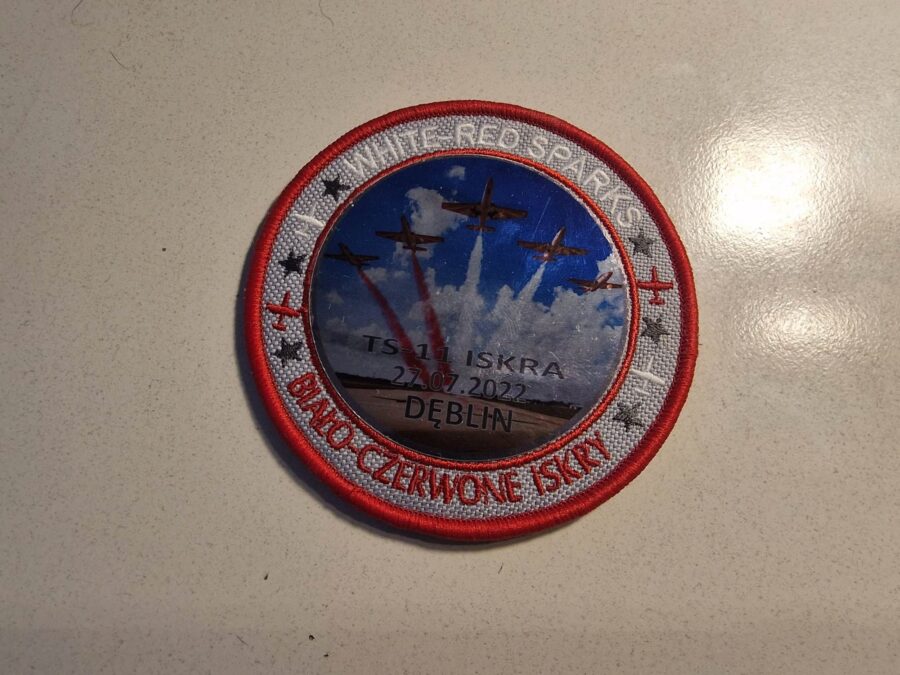 WHITE-RED SPARKS
TS-11 ISKRA
27.07.2022
DĘBLIN
BIAŁO-CZERWONE ISKRY